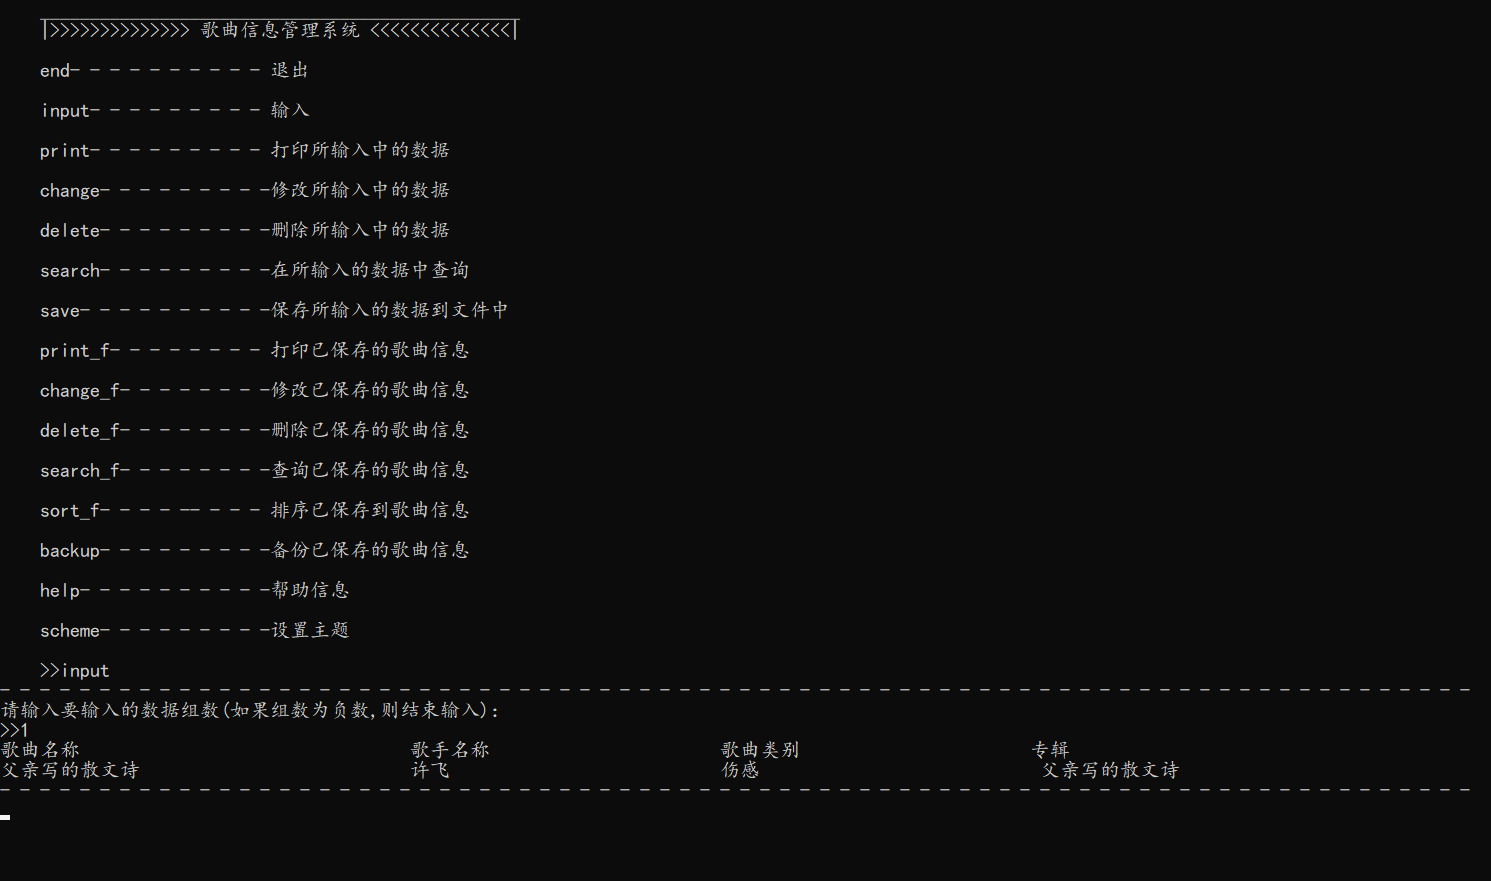 |>>>>>>>>>>>>>> 歌曲信息管理系统 <<<<<<<<<<<<<<|
end- - - - - - - - - - 退出
input- - - - - - - - - 输入
print- - - - - - - - - 打印所输入中的数据
change- - - - - - - - -修改所输入中的数据
delete- - - - - - - - -删除所输入中的数据
search- - - - - - - - -在所输入的数据中查询
save- - - - - - - - - -保存所输入的数据到文件中
print_f- - - - - - - - 打印已保存的歌曲信息
change_f- - - - - - - -修改已保存的歌曲信息
delete_f- - - - - - - -删除已保存的歌曲信息
search_f- - - - - - - -查询已保存的歌曲信息
sort_f- - - - -- - - - 排序已保存到歌曲信息
backup- - - - - - - - -备份已保存的歌曲信息
help- - - - - - - - - -帮助信息
scheme- - - - - - - - -设置主题
>>input
- - - - - - - - - - - - - - - - - - - - - - - - - - - - - - - - - - - - - - - - - - - - - - - - - - - - - - - - - - - - - - - - - - - - - - - - - -
请输入要输入的数据组数(如果组数为负数,则结束输入):
>>1
歌曲名称 歌手名称 歌曲类别 专辑
父亲写的散文诗 许飞 伤感 父亲写的散文诗
- - - - - - - - - - - - - - - - - - - - - - - - - - - - - - - - - - - - - - - - - - - - - - - - - - - - - - - - - - - - - - - - - - - - - - - - - -